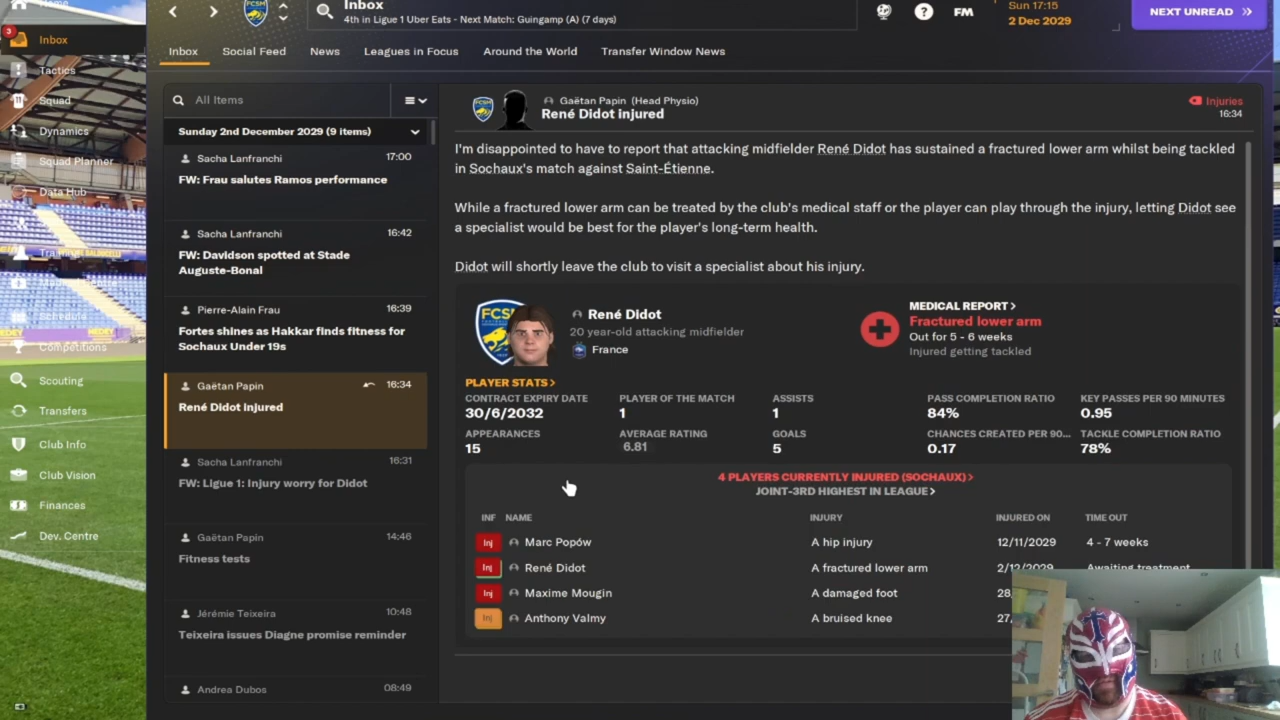 Home
3
Inbox
Tactics
Squad
Dynamics
Squad Planner
Data Hub
Competitions
Scouting
Transfers
Club Info
Club Vision
Finances
Dev. Centre
FCSM
Inbox
4th in Ligue 1 Uber Eats - Next Match: Guingamp (A) (7 days)
?
FM
Sun 17:15
2 Dec 2029
NEXT UNREAD
Inbox
Social Feed
News
Leagues in Focus
Around the World
Transfer Window News
All Items
Sunday 2nd December 2029 (9 items)
Sacha Lanfranchi 17:00
FW: Frau salutes Ramos performance
Sacha Lanfranchi 16:42
FW: Davidson spotted at Stade
Auguste-Bonal
Pierre-Alain Frau 16:39
Fortes shines as Hakkar finds fitness for
Sochaux Under 19s
Gaëtan Papin 16:34
René Didot injured
Sacha Lanfranchi 16:31
FW: Ligue 1: Injury worry for Didot
Gaëtan Papin 14:46
Fitness tests
Jérémie Teixeira 10:48
Teixeira issues Diagne promise reminder
Andrea Dubos 08:49
FCSM
Gaëtan Papin (Head Physio)
René Didot Injured
Injuries
16:34
I'm disappointed to have to report that attacking midfielder René Didot has sustained a fractured lower arm whilst being tackled
in Sochaux's match against Saint-Étienne.
While a fractured lower arm can be treated by the club's medical staff or the player can play through the injury, letting Didot see
a specialist would be best for the player's long-term health.
Didot will shortly leave the club to visit a specialist about his injury.
FCSM
René Didot
20 year-old attacking midfielder
France
MEDICAL REPORT >
Fractured lower arm
Out for 5 - 6 weeks
Injured getting tackled
PLAYER STATS >
CONTRACT EXPIRY DATE PLAYER OF THE MATCH ASSISTS PASS COMPLETION RATIO KEY PASSES PER 90 MINUTES
30/6/2032 1 1 84% 0.95
APPEARANCES AVERAGE RATING GOALS CHANCES CREATED PER 90... TACKLE COMPLETION RATIO
15 6.81 5 0.17 78%
4 PLAYERS CURRENTLY INJURED (SOCHAUX) >
JOINT-3RD HIGHEST IN LEAGUE >
INF NAME INJURY INJURED ON TIME OUT
Inj Marc Popów A hip injury 12/11/2029 4 - 7 weeks
Inj René Didot A fractured lower arm 2/12/2029 Awaiting treatment
Inj Maxime Mougin A damaged foot 28/
Inj Anthony Valmy A bruised knee 27/